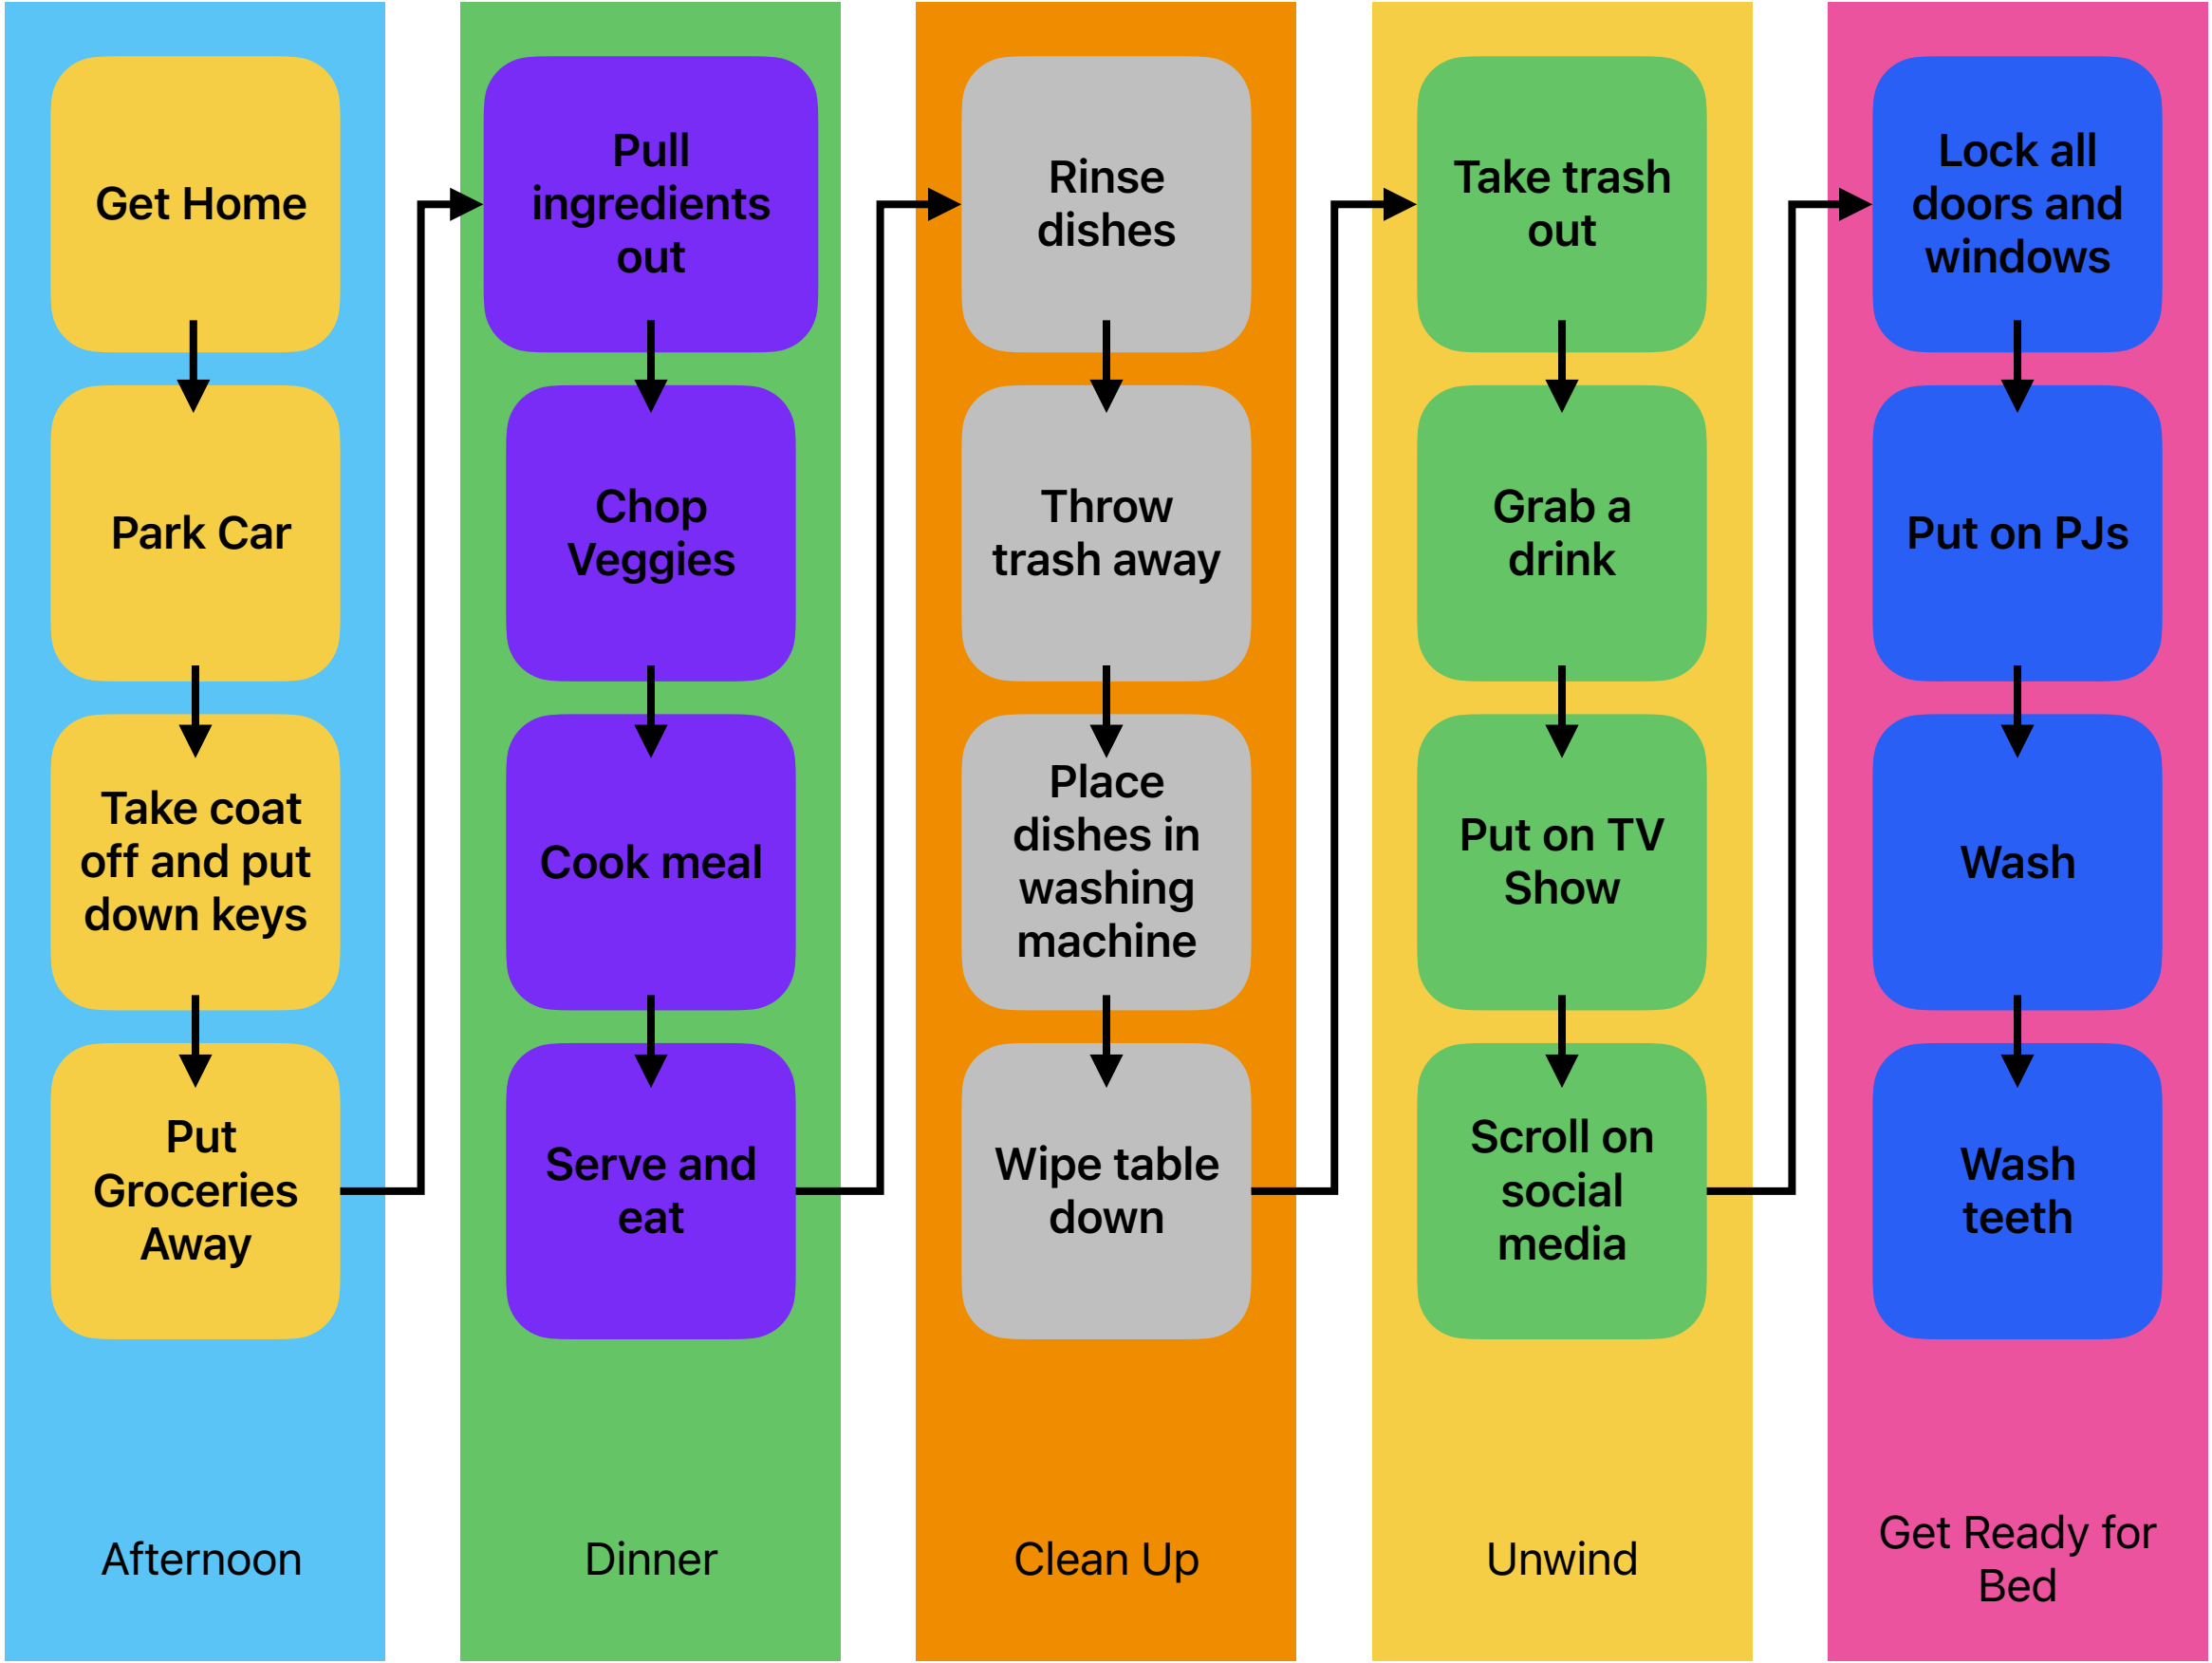 Get Home
Park Car
Take coat
off and put
down keys
Put
Groceries
Away
Afternoon
Pull
ingredients
out
Chop
Veggies
Cook meal
Serve and
eat
Dinner
Rinse
dishes
Throw
trash away
Place
dishes in
washing
machine
Wipe table
down
Clean Up
Take trash
out
Grab a
drink
Put on TV
Show
Scroll on
social
media
Unwind
Lock all
doors and
windows
Put on PJs
Wash
Wash
teeth
Get Ready for
Bed